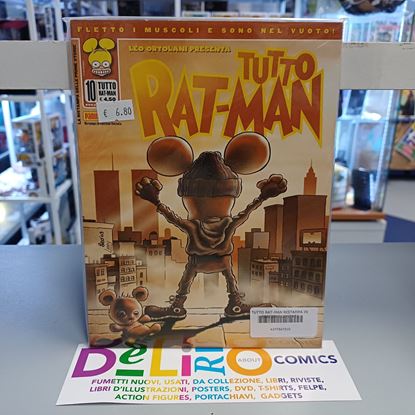 FLETTO I MUSCOLI E SONO NEL VUOTO!
LEO ORTOLANI PRESENTA
TUTTO
RAT-MAN
10
TUTTO
RAT-MAN
€ 4,50
€ 6,80
TUTTO RAT-MAN RISTAMPA
DeLiRiO ABOUT COMICS
FUMETTI NUOVI, USATI, DA COLLEZIONE, LIBRI, RIVISTE,
LIBRI D'ILLUSTRAZIONI, POSTERS, DVD, T-SHIRTS, FELPE,
ACTION FIGURES, PORTACHIAVI, GADGETS